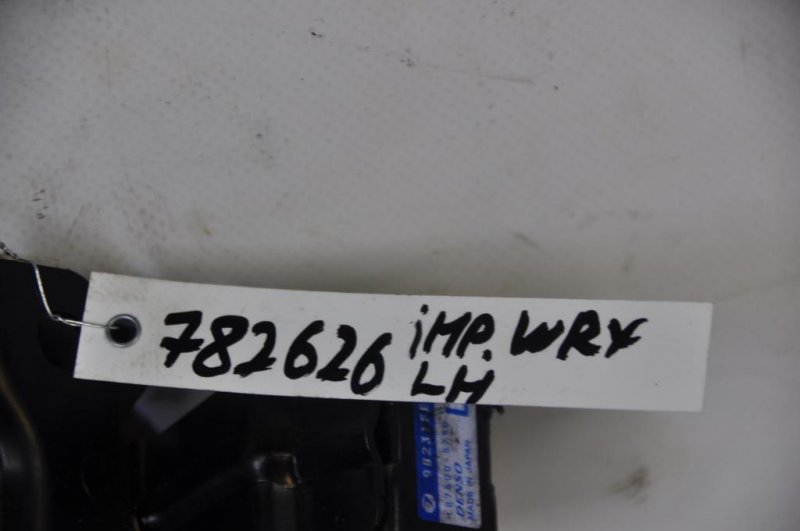 782626 iMP. WRX
LH
DENSO
MADE IN JAPAN